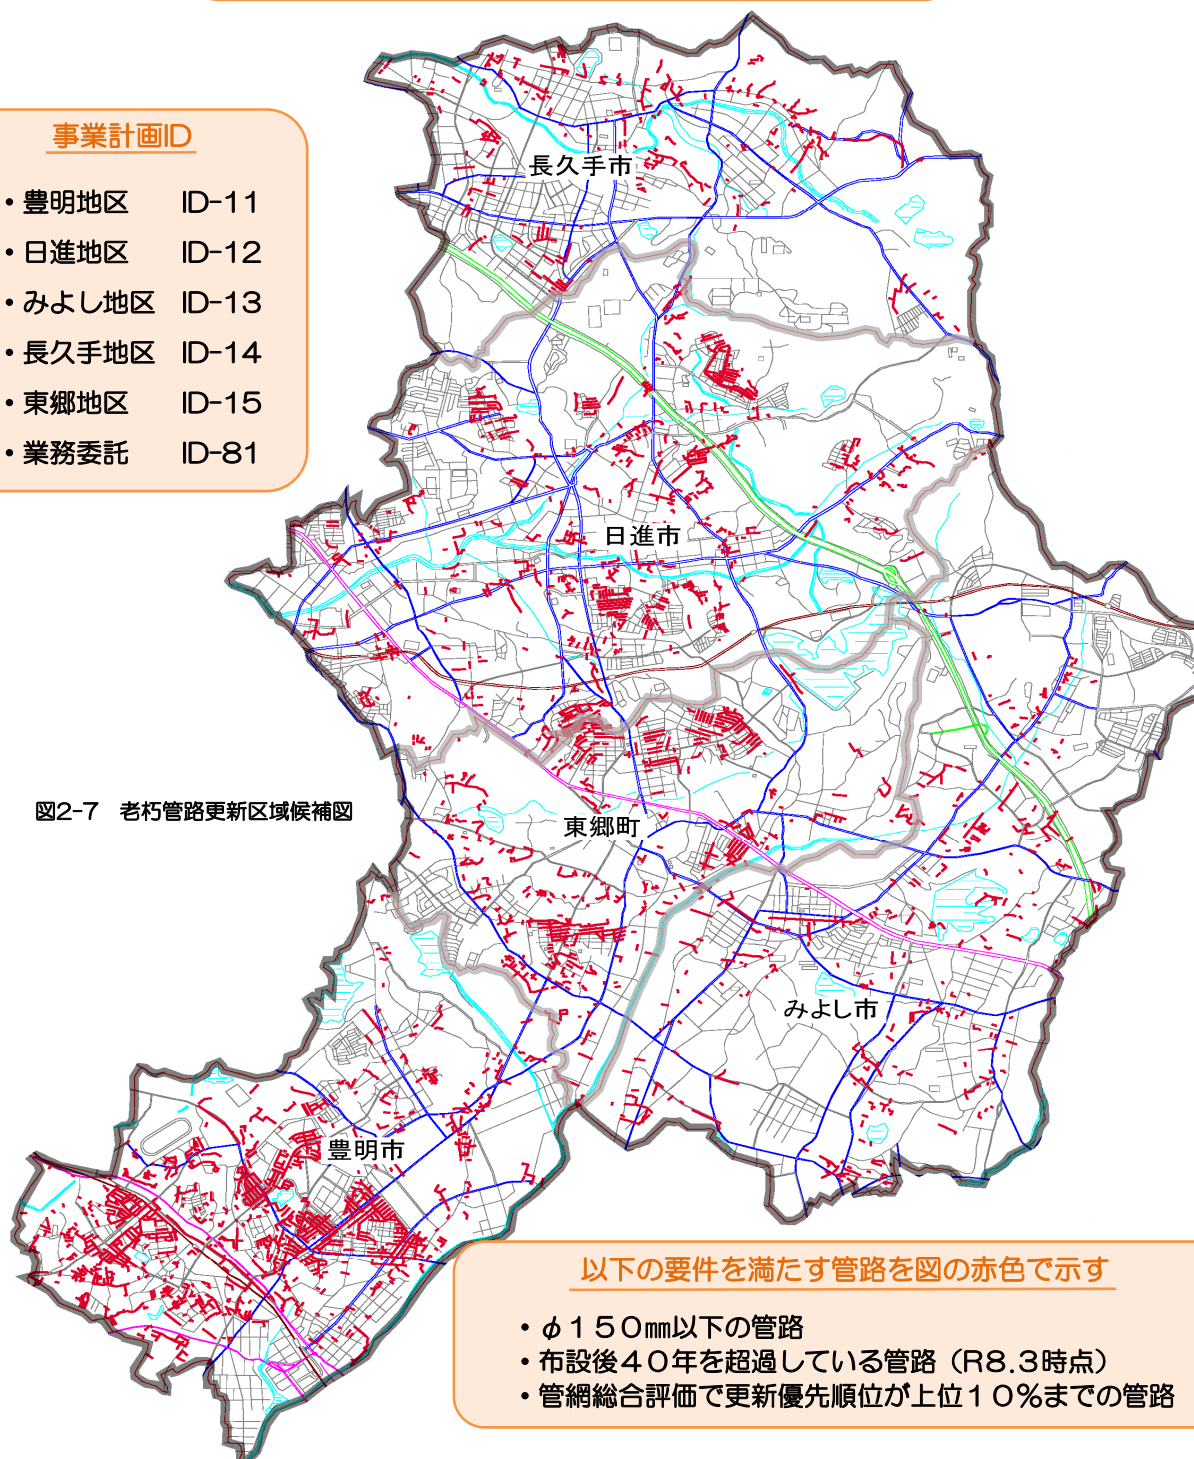 事業計画ID
・豊明地区 ID-11
・日進地区 ID-12
・みよし地区 ID-13
・長久手地区 ID-14
・東郷地区 ID-15
・業務委託 ID-81
長久手市
日進市
図2-7 老朽管路更新区域候補図
東郷町
みよし市
豊明市
以下の要件を満たす管路を図の赤色で示す
・φ150㎜以下の管路
・布設後40年を超過している管路（R8.3時点）
・管網総合評価で更新優先順位が上位10％までの管路